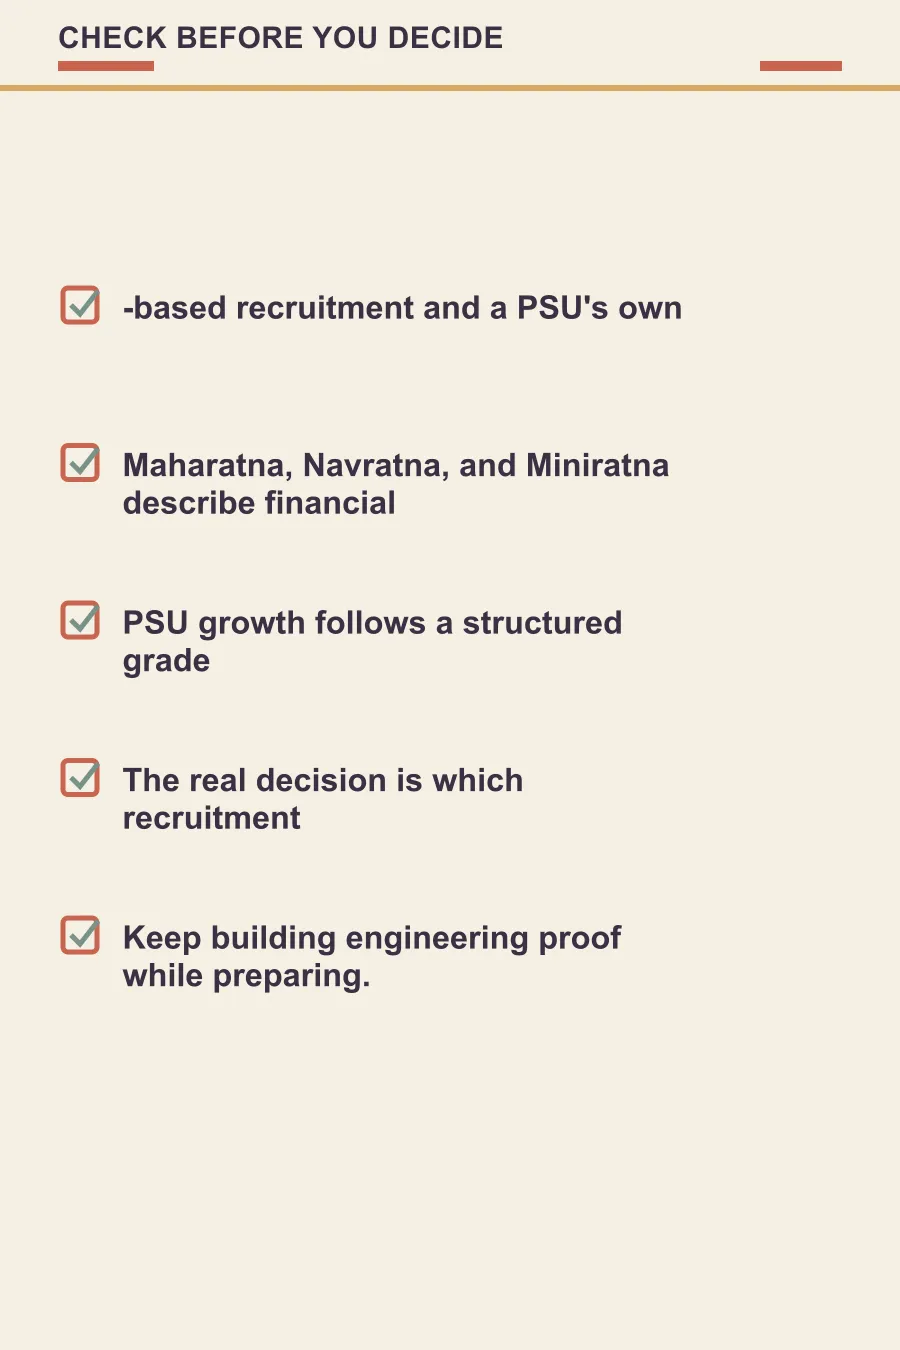 CHECK BEFORE YOU DECIDE
-based recruitment and a PSU's own
Maharatna, Navratna, and Miniratna
describe financial
PSU growth follows a structured
grade
The real decision is which
recruitment
Keep building engineering proof
while preparing.